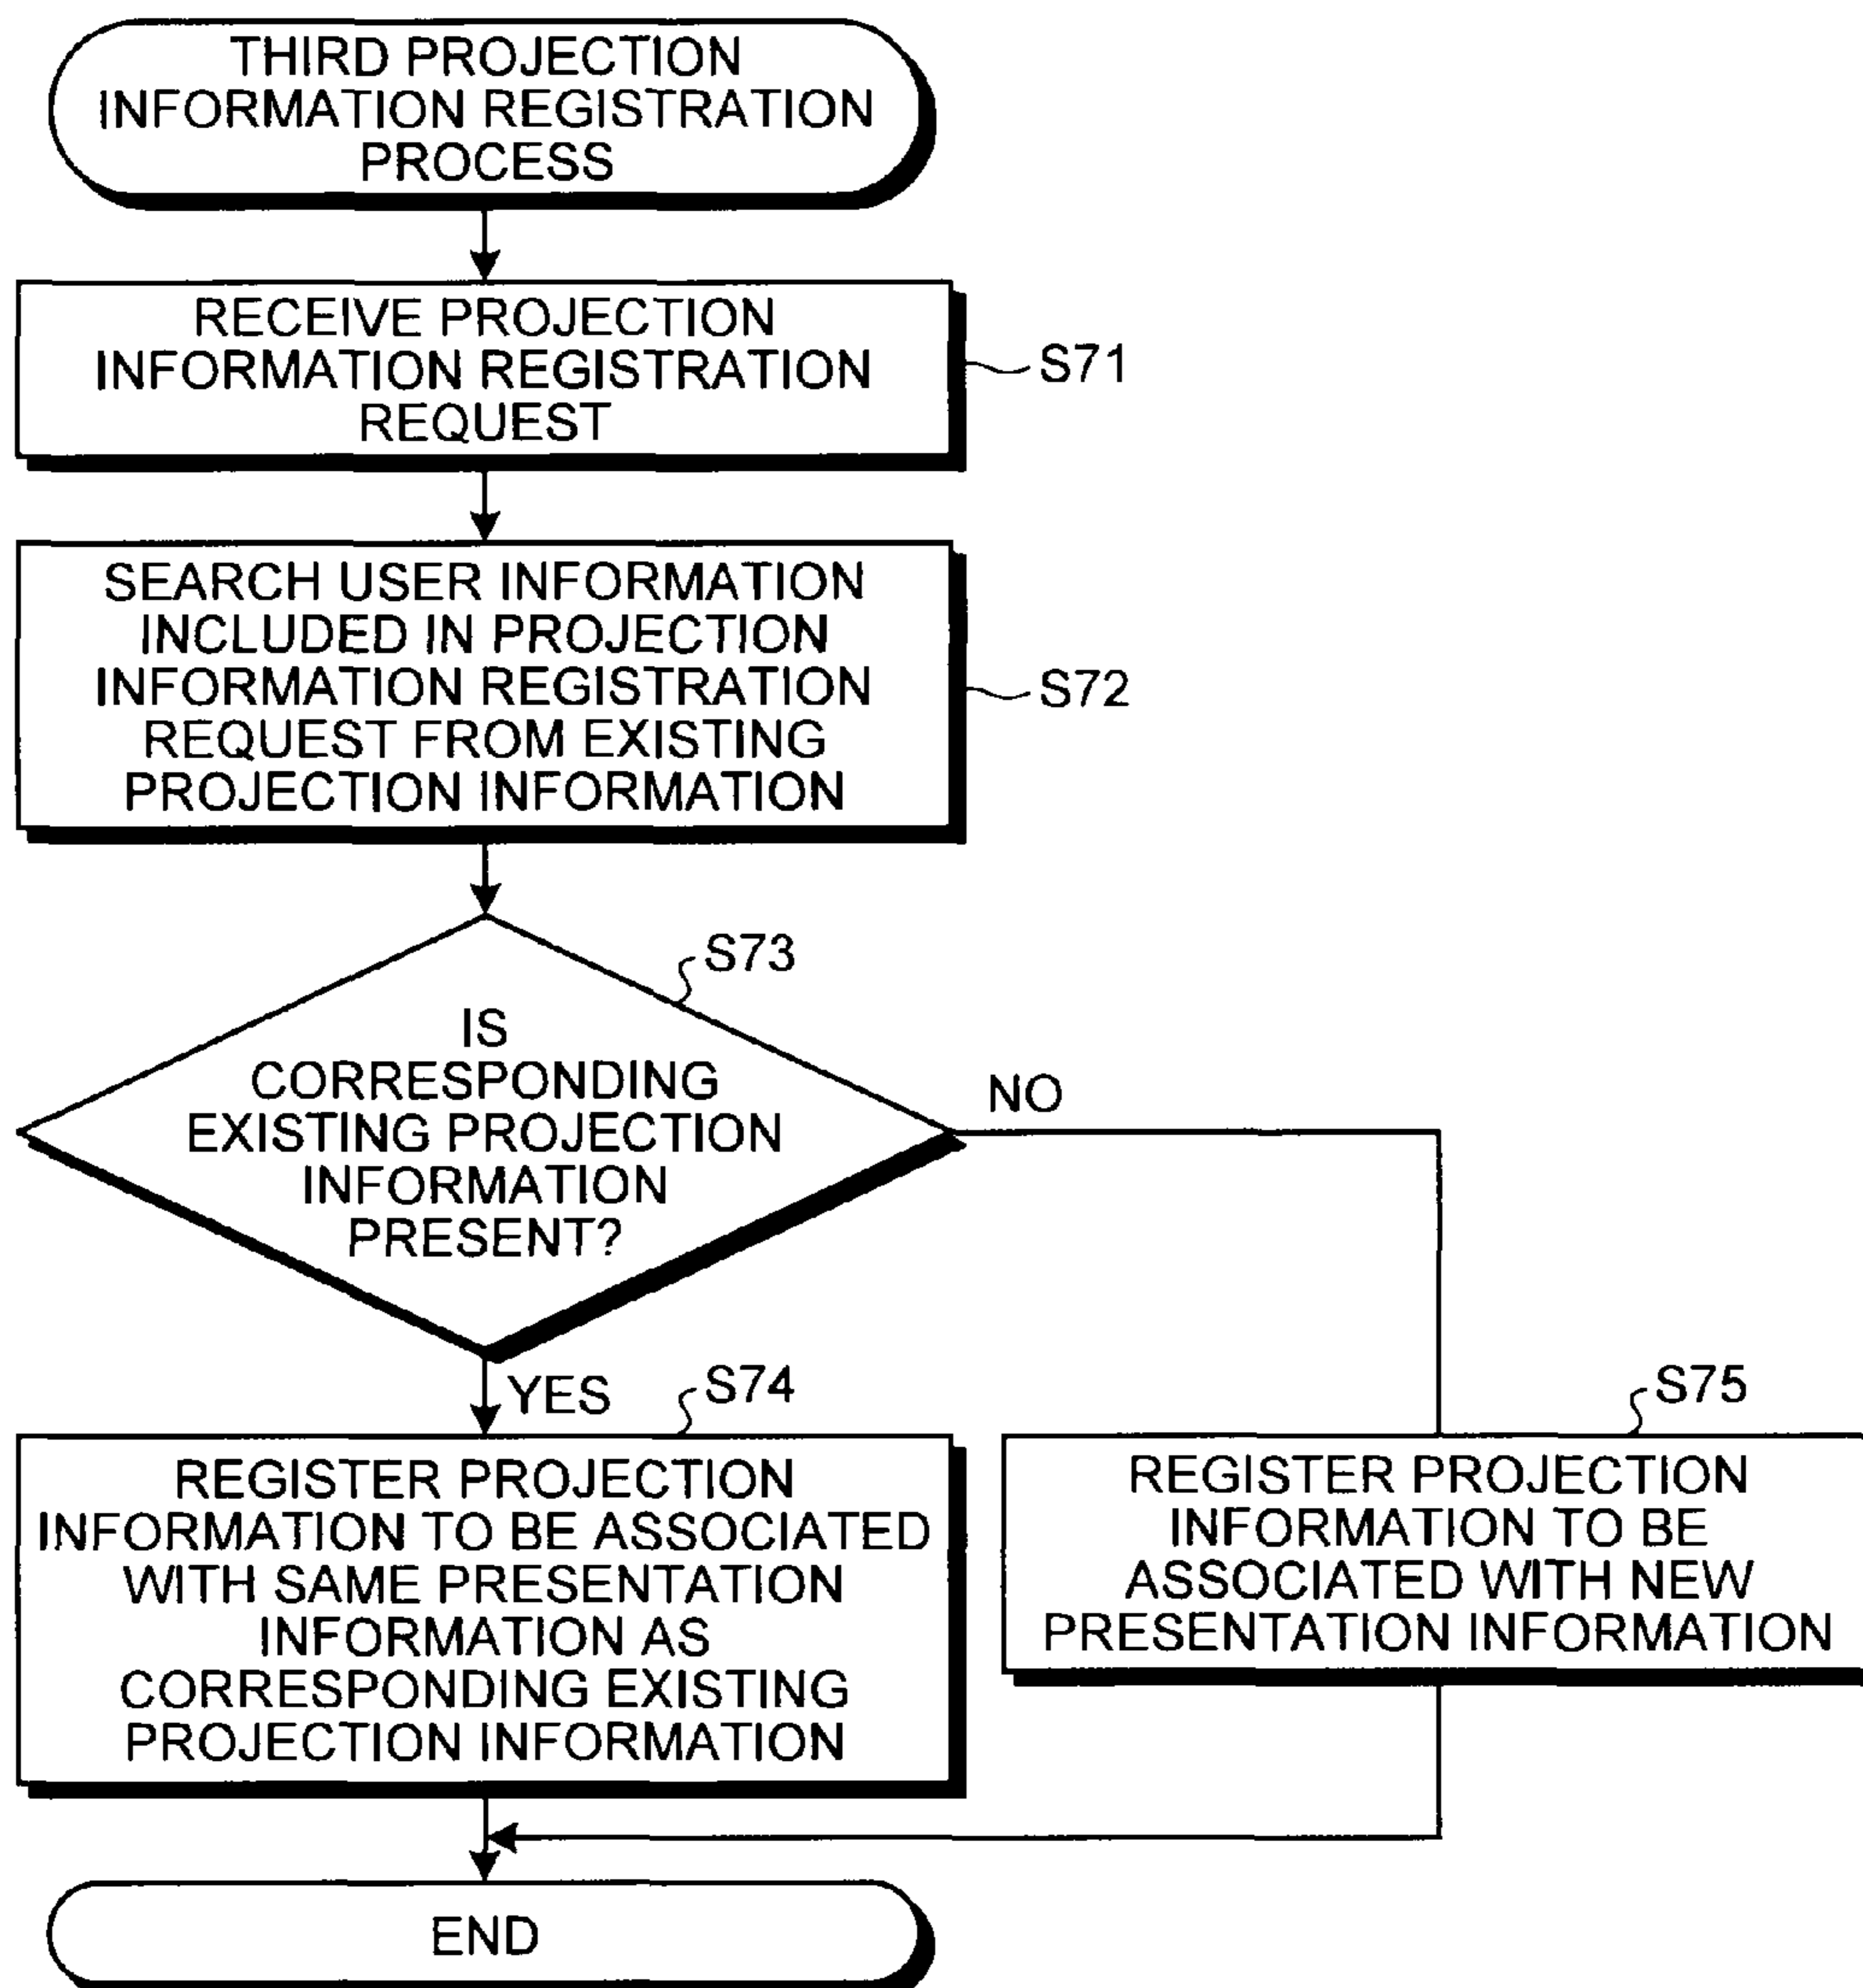 THIRD PROJECTION
INFORMATION REGISTRATION
PROCESS
RECEIVE PROJECTION
INFORMATION REGISTRATION
REQUEST
S71
SEARCH USER INFORMATION
INCLUDED IN PROJECTION
INFORMATION REGISTRATION
REQUEST FROM EXISTING
PROJECTION INFORMATION
S72
S73
IS
CORRESPONDING
EXISTING PROJECTION
INFORMATION
PRESENT?
NO
YES
S74
REGISTER PROJECTION
INFORMATION TO BE ASSOCIATED
WITH SAME PRESENTATION
INFORMATION AS
CORRESPONDING EXISTING
PROJECTION INFORMATION
S75
REGISTER PROJECTION
INFORMATION TO BE
ASSOCIATED WITH NEW
PRESENTATION INFORMATION
END